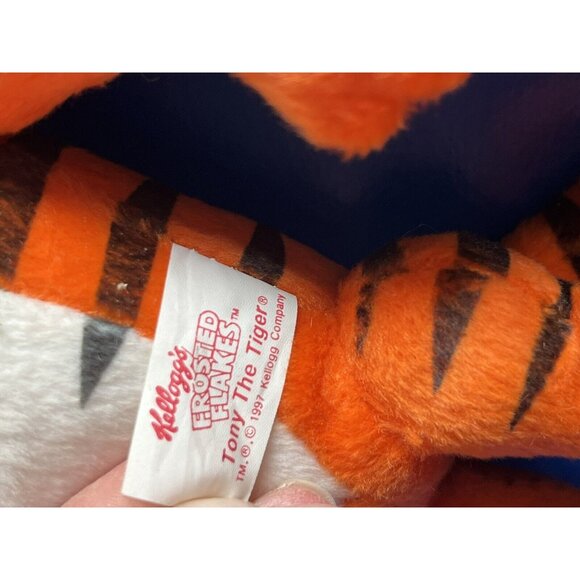 Kellogg's
FROSTED
FLAKES™
Tony The Tiger®
TM, ®, © 1997 Kellogg Company